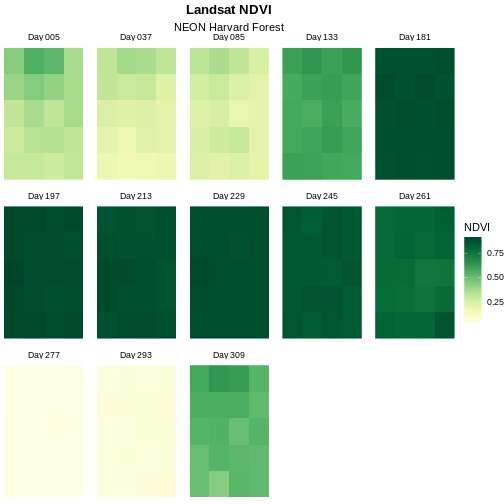 Landsat NDVI
NEON Harvard Forest
Day 005
Day 037
Day 085
Day 133
Day 181
Day 197
Day 213
Day 229
Day 245
Day 261
Day 277
Day 293
Day 309
NDVI
0.75
0.50
0.25